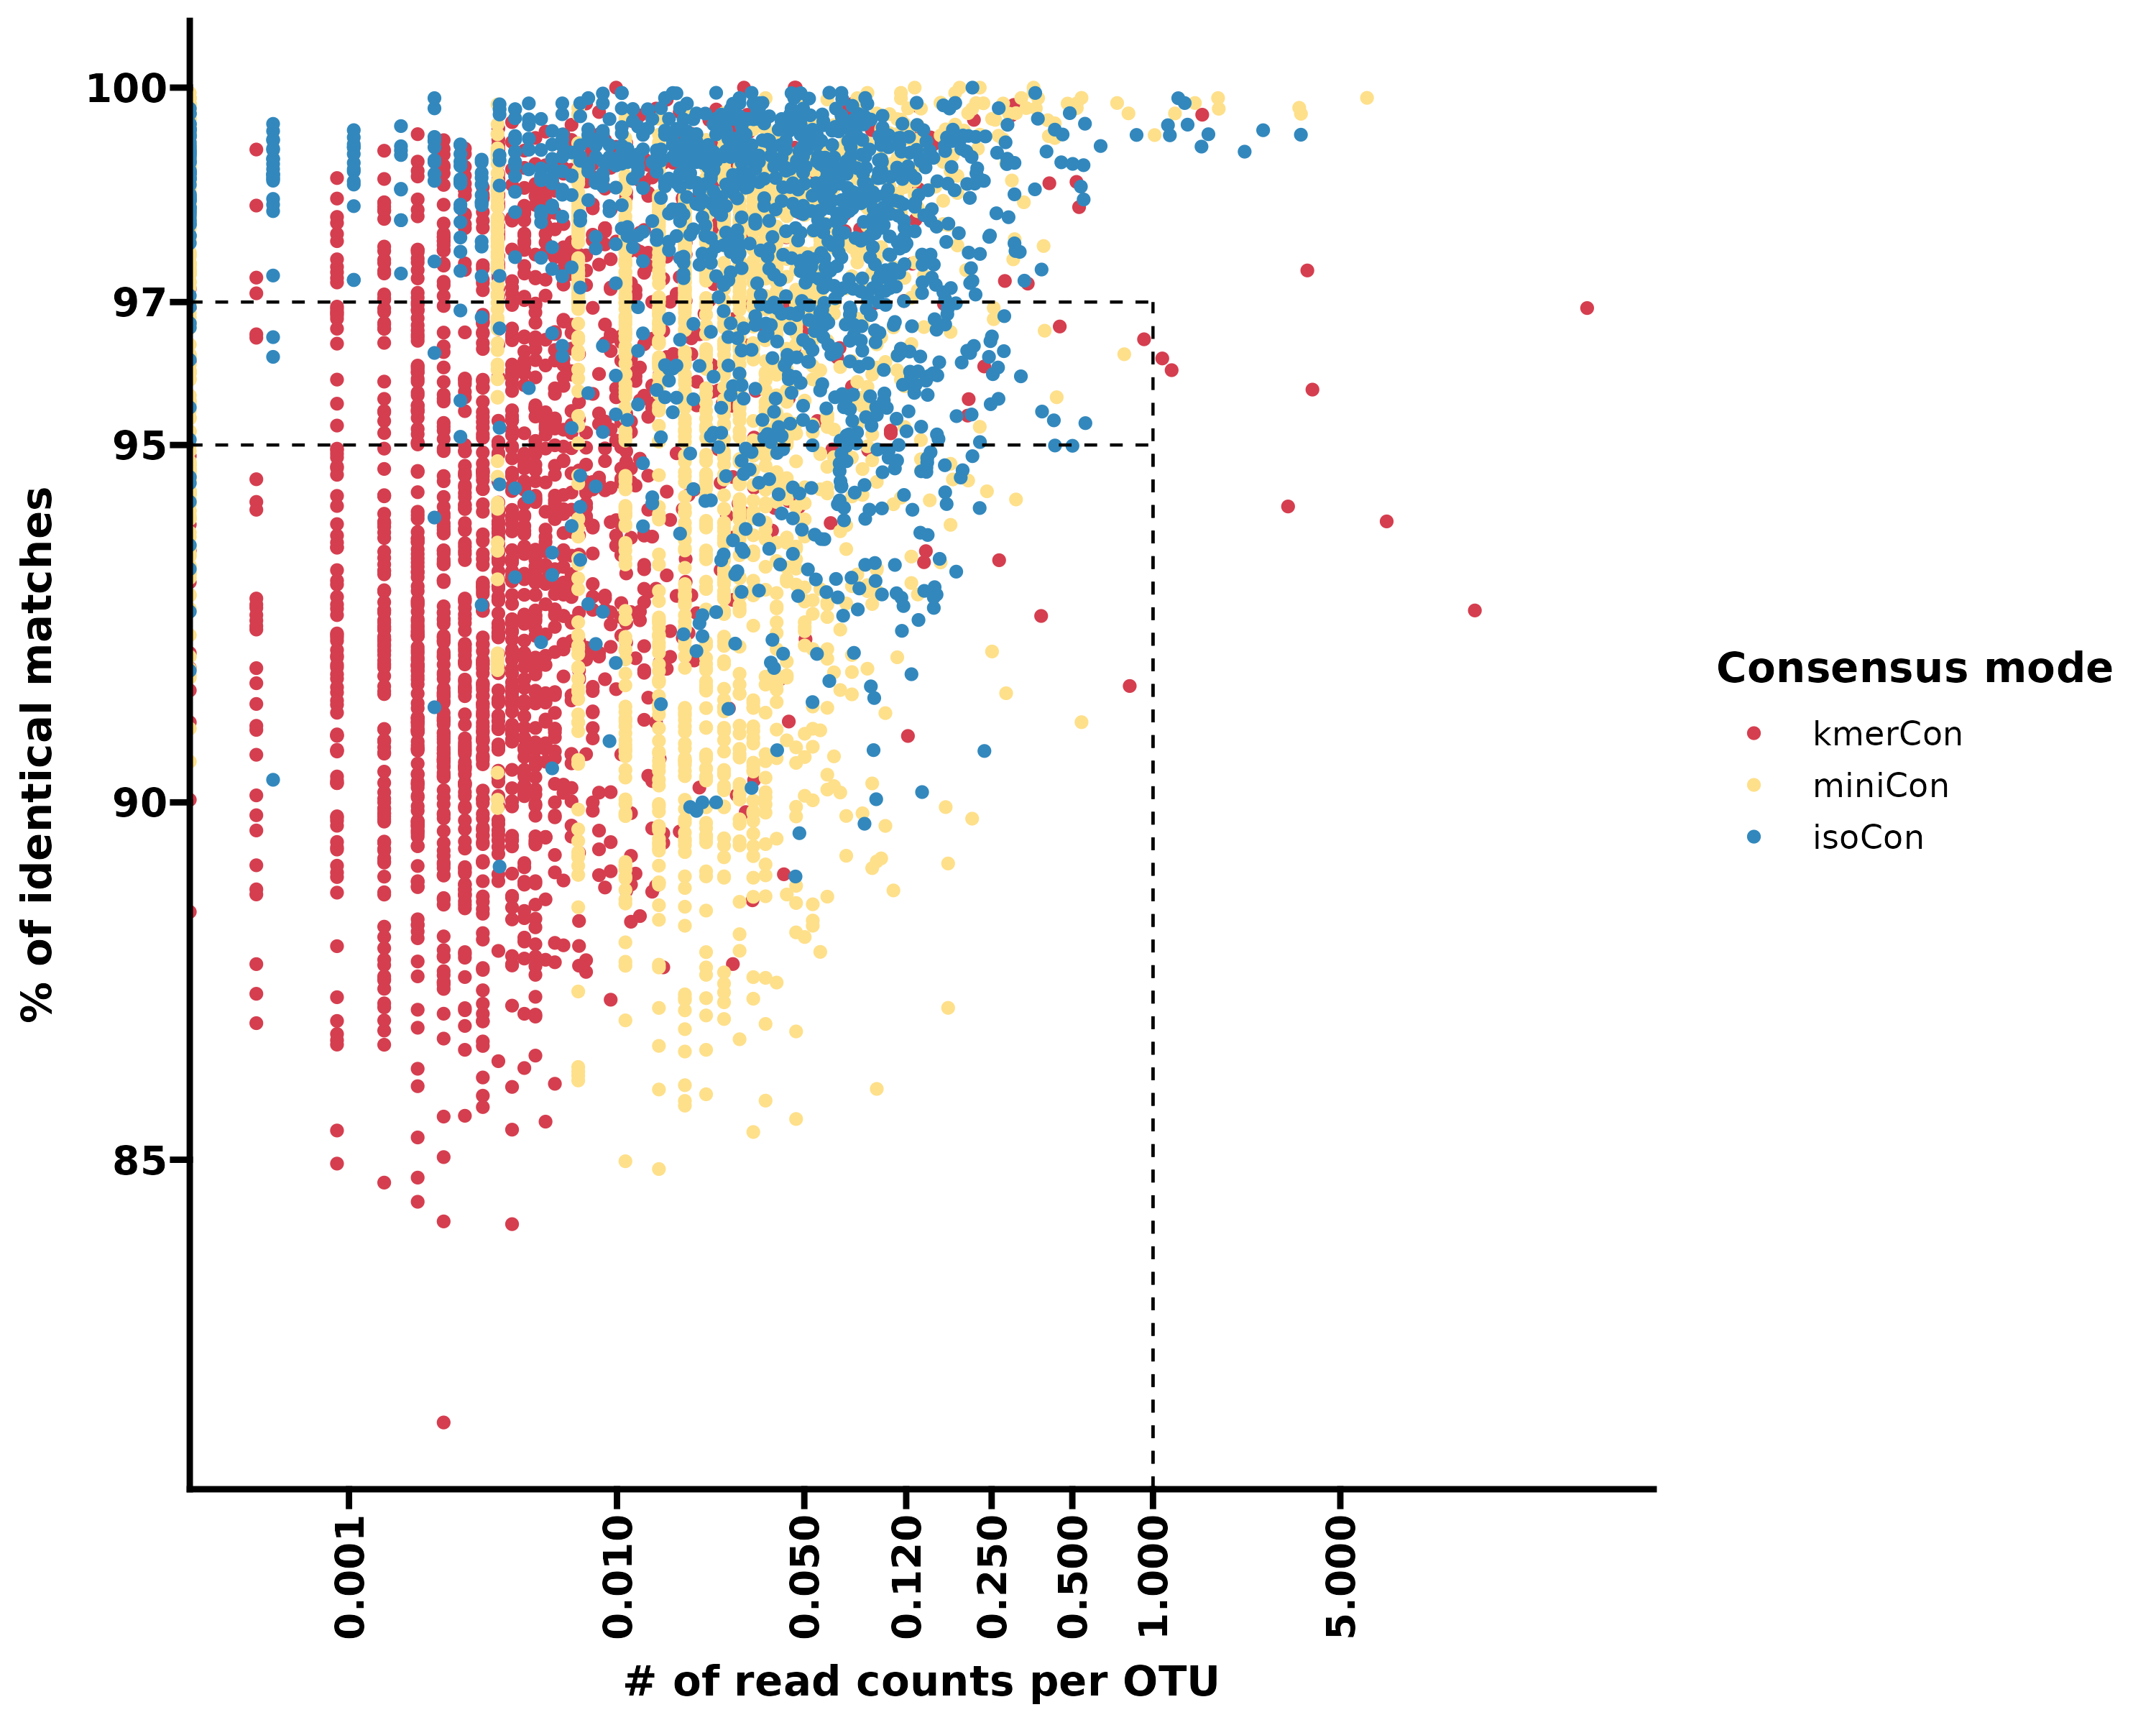 100
97
95
90
85
% of identical matches
0.001
0.010
0.050
0.120
0.250
0.500
1.000
5.000
# of read counts per OTU
Consensus mode
kmerCon
miniCon
isoCon